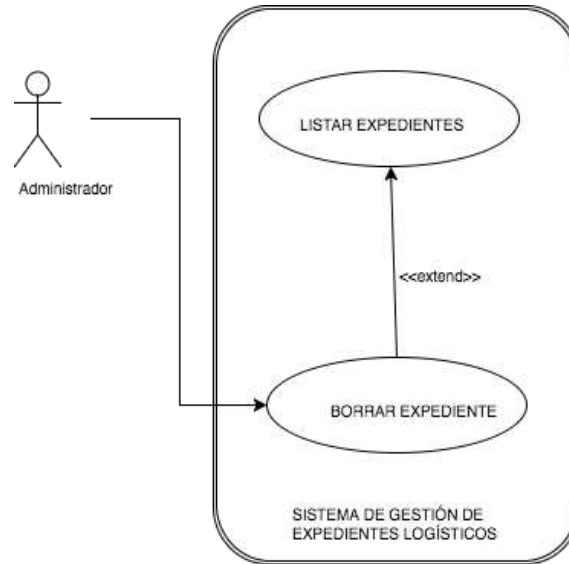 LISTAR EXPEDIENTES
Administrador
<<extend>>
BORRAR EXPEDIENTE
SISTEMA DE GESTIÓN DE
EXPEDIENTES LOGÍSTICOS